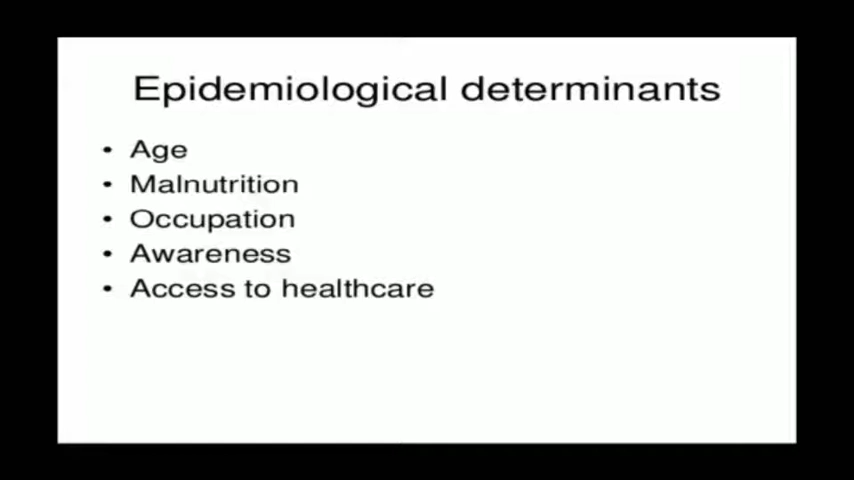 Epidemiological determinants
• Age
• Malnutrition
• Occupation
• Awareness
• Access to healthcare